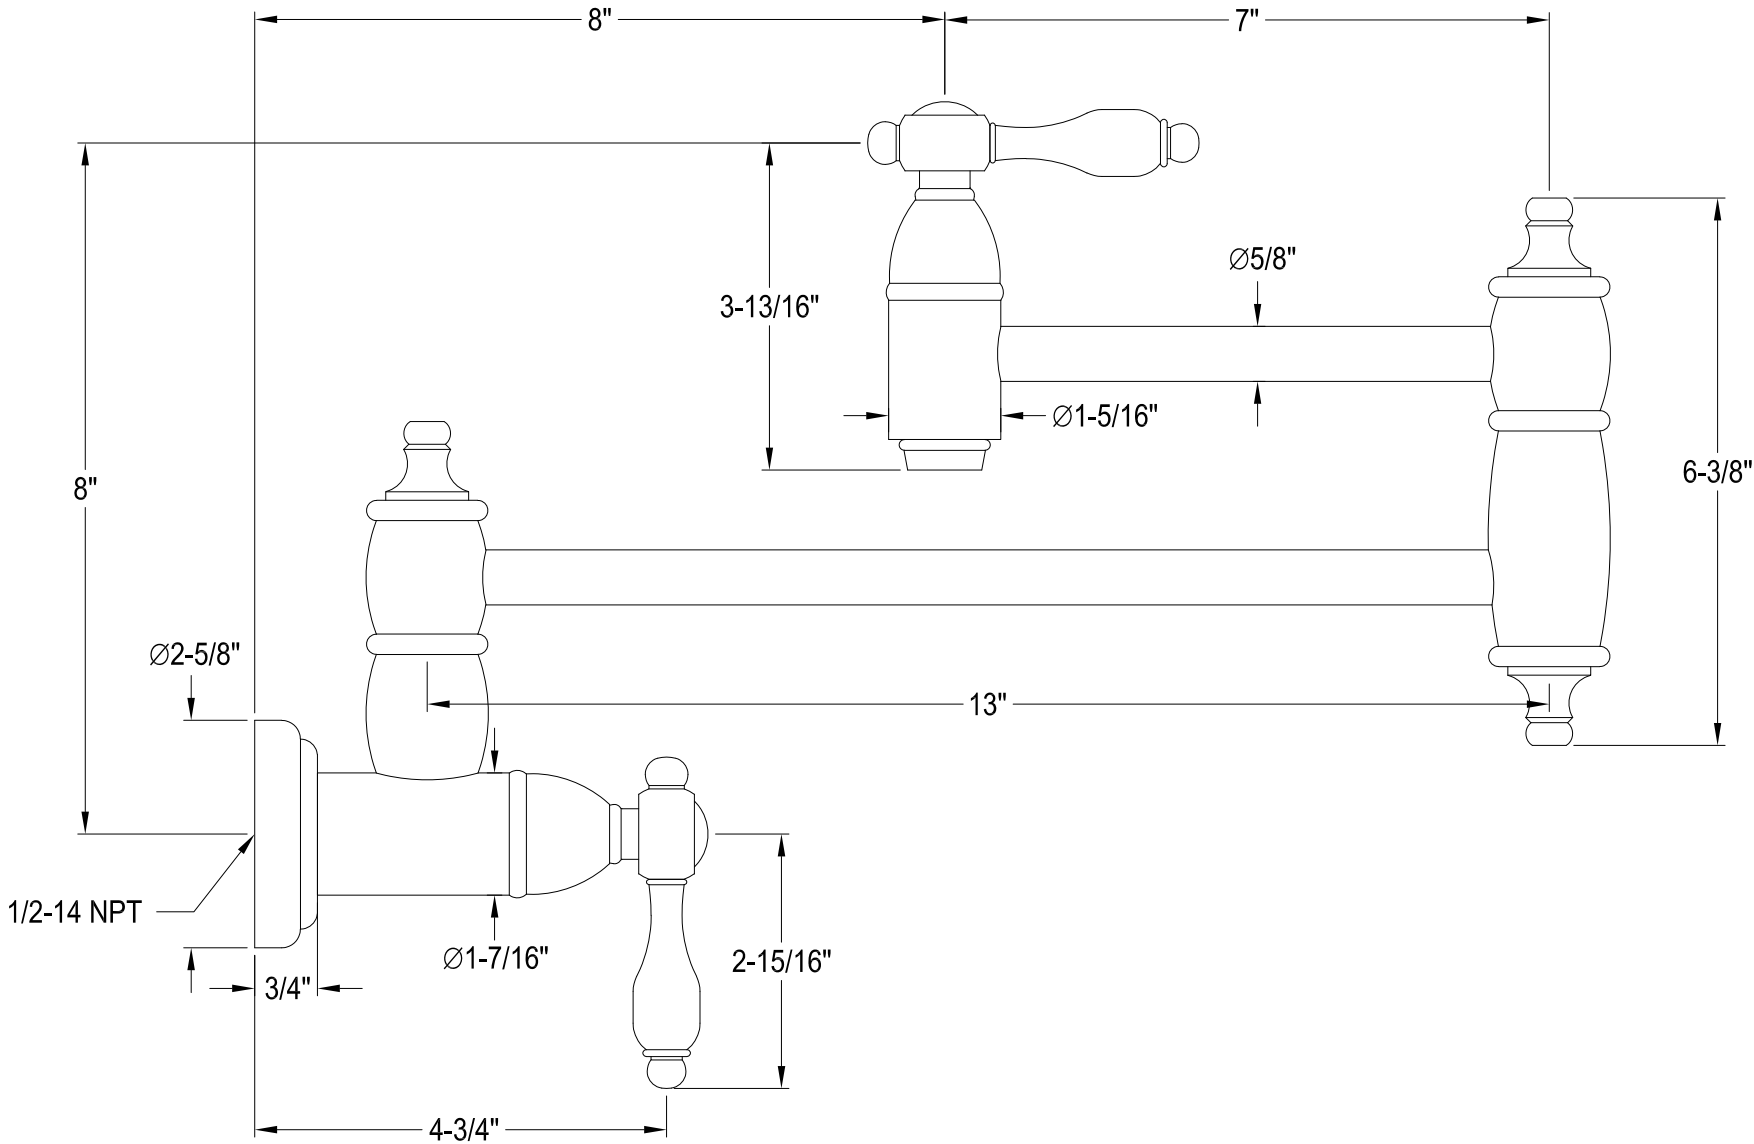 8"
7"
Ø5/8"
3-13/16"
Ø1-5/16"
6-3/8"
8"
Ø2-5/8"
13"
1/2-14 NPT
Ø1-7/16"
2-15/16"
3/4"
4-3/4"